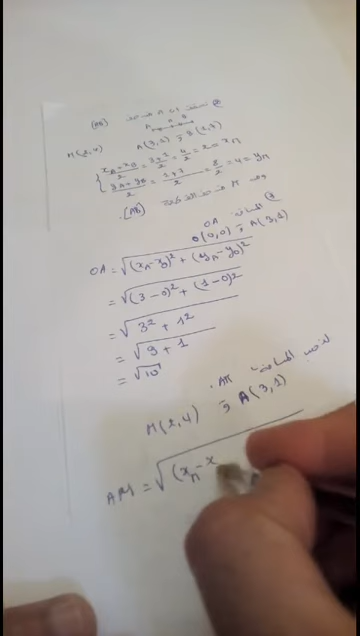 A B
A(3,1) و B(1,7)
M(2,4)
(x_A+x_B)/2 = (3+1)/2 = 4/2 = 2 = x_M
(y_A+y_B)/2 = (1+7)/2 = 8/2 = 4 = y_M
[AB]
المسافة OA
O(0,0) و A(3,1)
OA = √((x_A-x_O)² + (y_A-y_O)²)
= √((3-0)² + (1-0)²)
= √(3² + 1²)
= √(9 + 1)
= √10
المسافة AM
M(2,4) و A(3,1)
AM = √((x_M-x